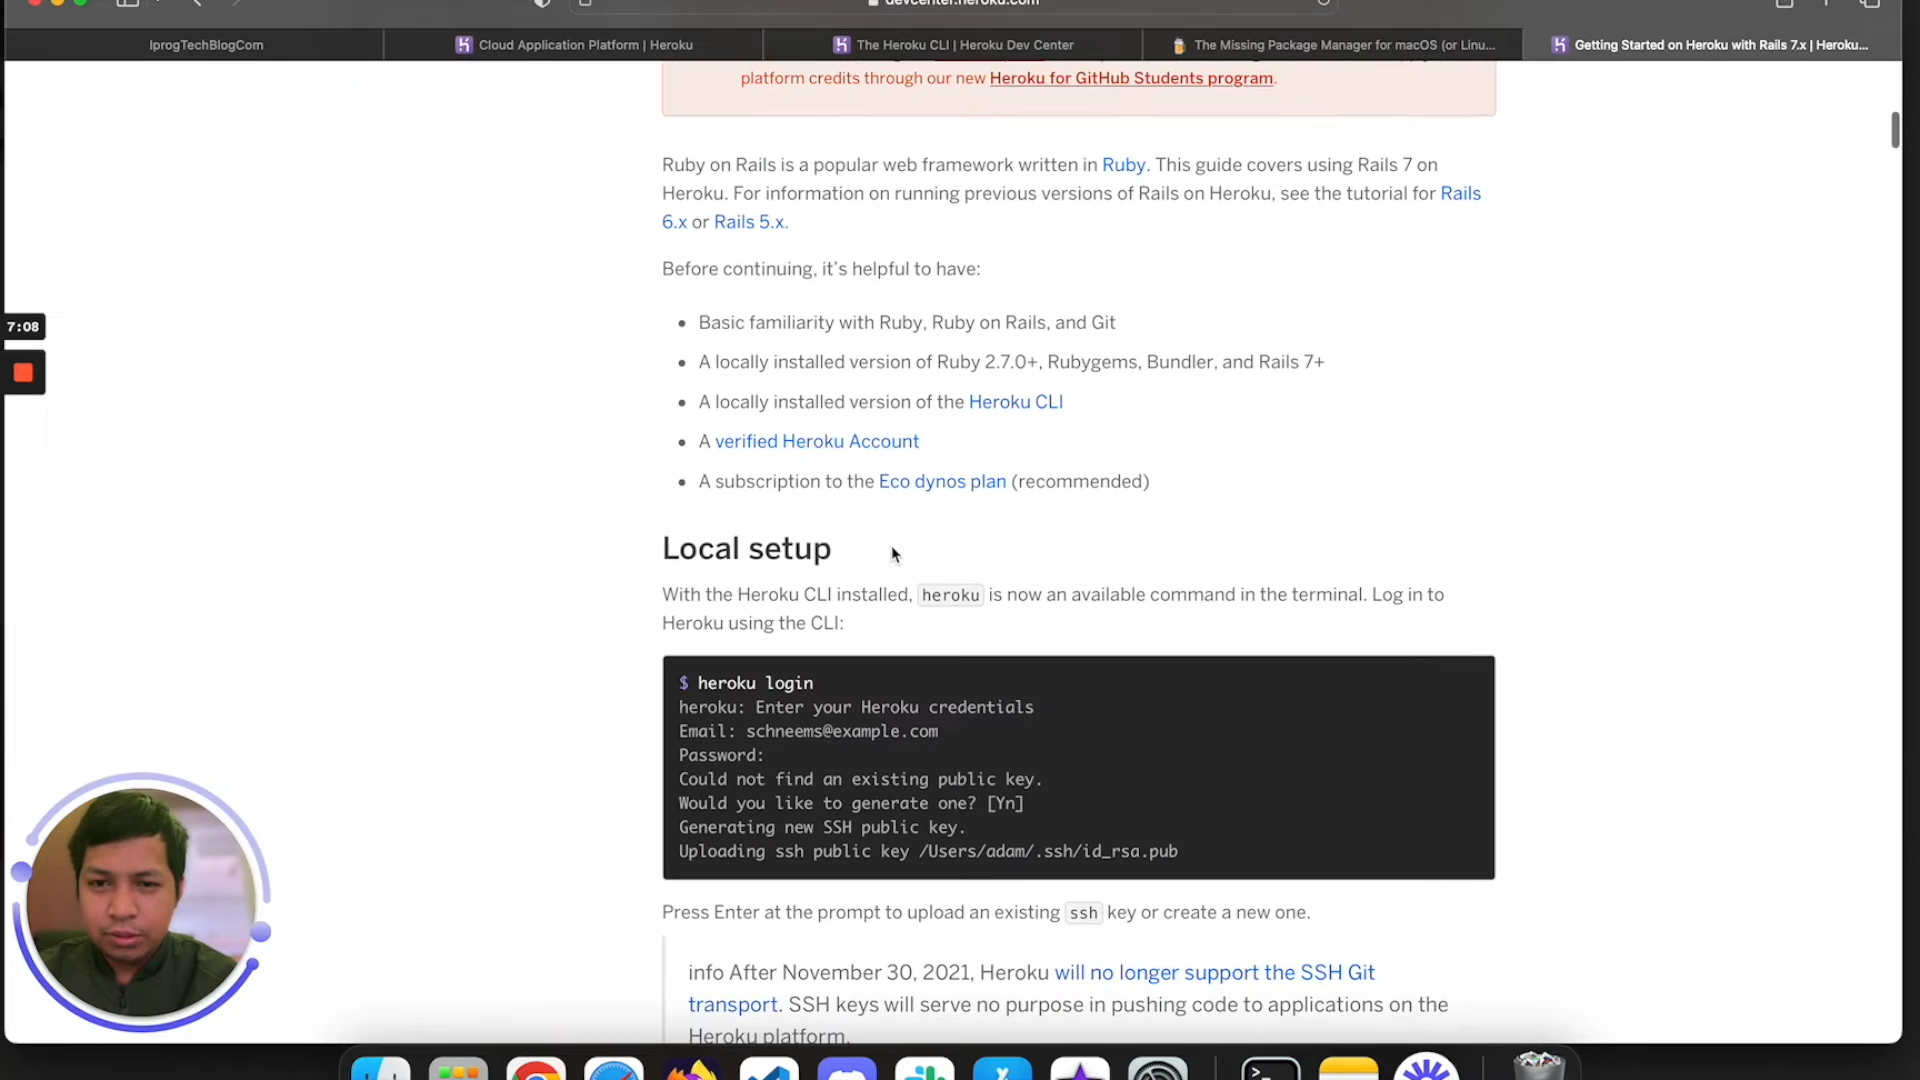 devcenter.heroku.com
IprogTechBlogCom
Cloud Application Platform | Heroku
The Heroku CLI | Heroku Dev Center
The Missing Package Manager for macOS (or Linu...
Getting Started on Heroku with Rails 7.x | Heroku...
platform credits through our new Heroku for GitHub Students program.
Ruby on Rails is a popular web framework written in Ruby. This guide covers using Rails 7 on
Heroku. For information on running previous versions of Rails on Heroku, see the tutorial for Rails
6.x or Rails 5.x.
Before continuing, it's helpful to have:
• Basic familiarity with Ruby, Ruby on Rails, and Git
• A locally installed version of Ruby 2.7.0+, Rubygems, Bundler, and Rails 7+
• A locally installed version of the Heroku CLI
• A verified Heroku Account
• A subscription to the Eco dynos plan (recommended)
7:08
Local setup
With the Heroku CLI installed, heroku is now an available command in the terminal. Log in to
Heroku using the CLI:
$ heroku login
heroku: Enter your Heroku credentials
Email: schneems@example.com
Password:
Could not find an existing public key.
Would you like to generate one? [Yn]
Generating new SSH public key.
Uploading ssh public key /Users/adam/.ssh/id_rsa.pub
Press Enter at the prompt to upload an existing ssh key or create a new one.
info After November 30, 2021, Heroku will no longer support the SSH Git
transport. SSH keys will serve no purpose in pushing code to applications on the
Heroku platform.